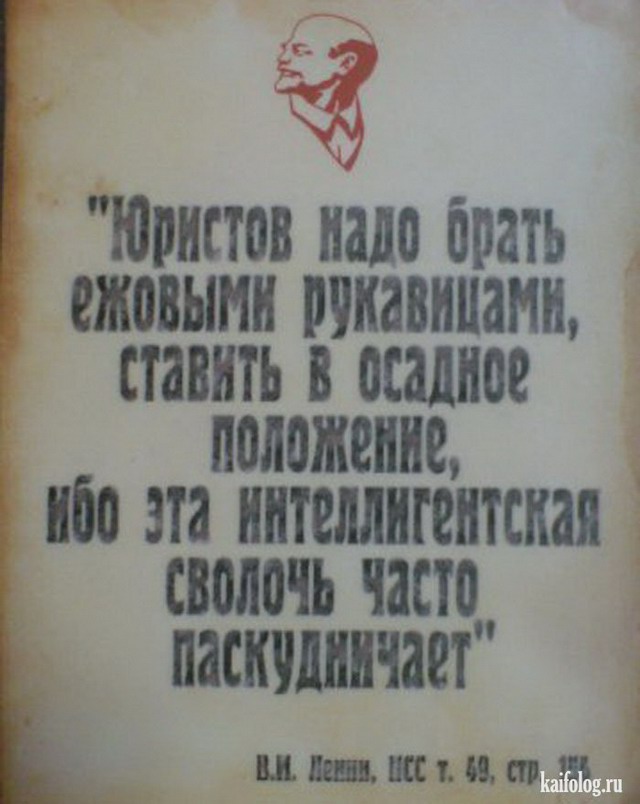 "Юристов надо брать
ежовыми рукавицами,
ставить в осадное
положение,
ибо эта интеллигентская
сволочь часто
паскудничает"
В.И. Ленин, ПСС т. 49, стр.
kaifolog.ru